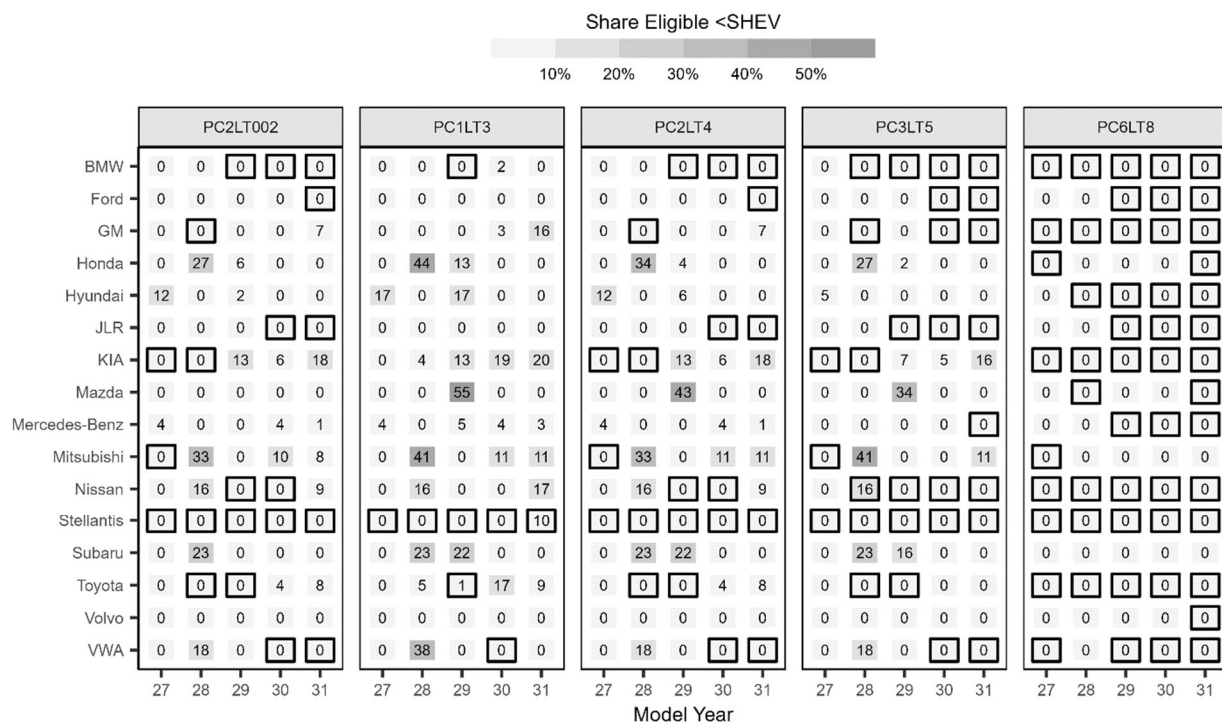 Share Eligible <SHEV
10% 20% 30% 40% 50%
PC2LT002 PC1LT3 PC2LT4 PC3LT5 PC6LT8
BMW 0 0 0 0 0 0 0 0 2 0 0 0 0 0 0 0 0 0 0 0 0 0 0 0 0
Ford 0 0 0 0 0 0 0 0 0 0 0 0 0 0 0 0 0 0 0 0 0 0 0 0 0
GM 0 0 0 0 7 0 0 0 3 16 0 0 0 0 7 0 0 0 0 0 0 0 0 0 0
Honda 0 27 6 0 0 0 44 13 0 0 0 34 4 0 0 0 27 2 0 0 0 0 0 0 0
Hyundai 12 0 2 0 0 17 0 17 0 0 12 0 6 0 0 5 0 0 0 0 0 0 0 0 0
JLR 0 0 0 0 0 0 0 0 0 0 0 0 0 0 0 0 0 0 0 0 0 0 0 0 0
KIA 0 0 13 6 18 0 4 13 19 20 0 0 13 6 18 0 0 7 5 16 0 0 0 0 0
Mazda 0 0 0 0 0 0 0 55 0 0 0 0 43 0 0 0 0 34 0 0 0 0 0 0 0
Mercedes-Benz 4 0 0 4 1 4 0 5 4 3 4 0 0 4 1 0 0 0 0 0 0 0 0 0 0
Mitsubishi 0 33 0 10 8 0 41 0 11 11 0 33 0 11 11 0 41 0 0 11 0 0 0 0 0
Nissan 0 16 0 0 9 0 16 0 0 17 0 16 0 0 9 0 16 0 0 0 0 0 0 0 0
Stellantis 0 0 0 0 0 0 0 0 0 10 0 0 0 0 0 0 0 0 0 0 0 0 0 0 0
Subaru 0 23 0 0 0 0 23 22 0 0 0 23 22 0 0 0 23 16 0 0 0 0 0 0 0
Toyota 0 0 0 4 8 0 5 1 17 9 0 0 0 4 8 0 0 0 0 0 0 0 0 0 0
Volvo 0 0 0 0 0 0 0 0 0 0 0 0 0 0 0 0 0 0 0 0 0 0 0 0 0
VWA 0 18 0 0 0 0 38 0 0 0 0 18 0 0 0 0 18 0 0 0 0 0 0 0 0
27 28 29 30 31 27 28 29 30 31 27 28 29 30 31 27 28 29 30 31 27 28 29 30 31
Model Year